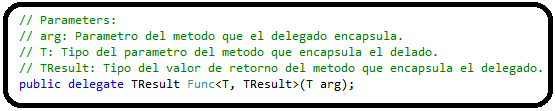 // Parameters:
// arg: Parametro del metodo que el delegado encapsula.
// T: Tipo del parametro del metodo que encapsula el delado.
// TResult: Tipo del valor de retorno del metodo que encapsula el delegado.
public delegate TResult Func<T, TResult>(T arg);